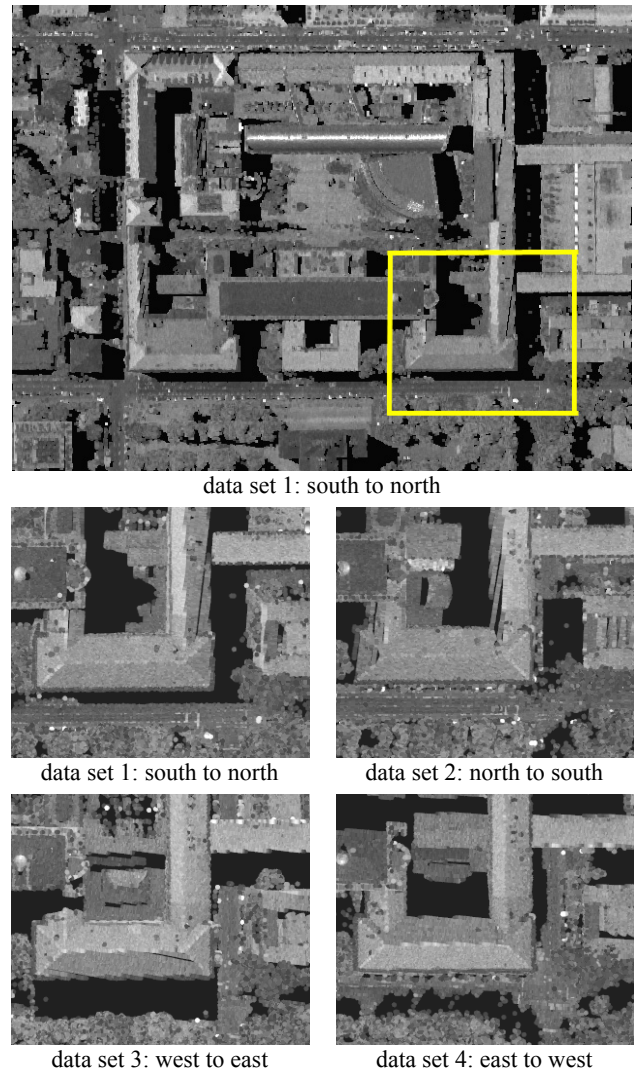 data set 1: south to north
data set 1: south to north
data set 2: north to south
data set 3: west to east
data set 4: east to west